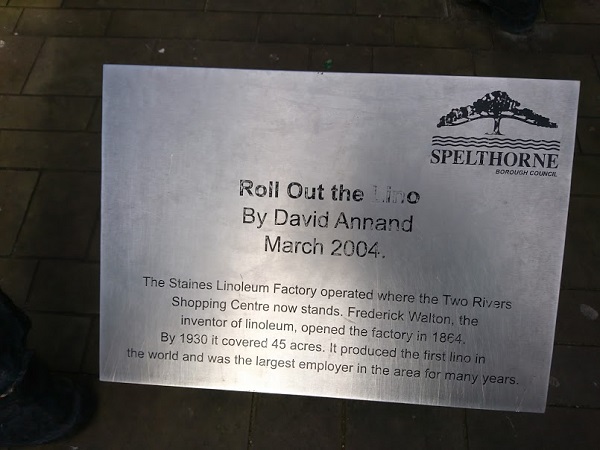 SPELTHORNE
BOROUGH COUNCIL
Roll Out the Lino
By David Annand
March 2004.
The Staines Linoleum Factory operated where the Two Rivers
Shopping Centre now stands. Frederick Walton, the
inventor of linoleum, opened the factory in 1864.
By 1930 it covered 45 acres. It produced the first lino in
the world and was the largest employer in the area for many years.